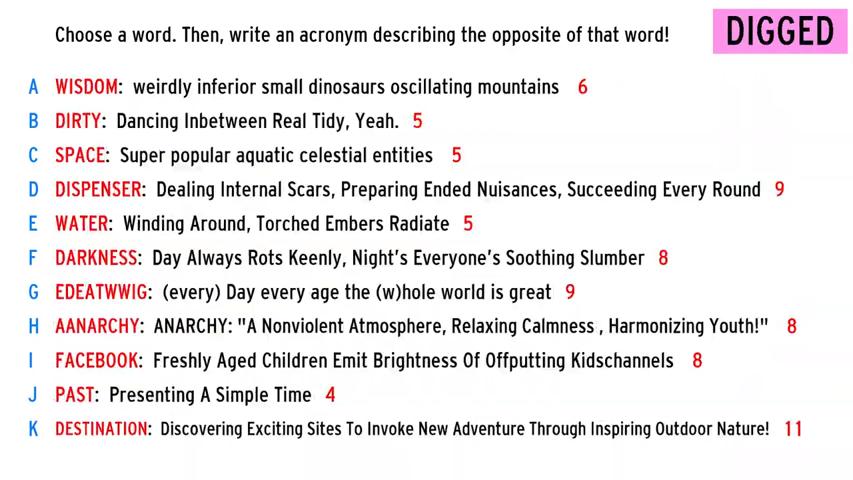 Choose a word. Then, write an acronym describing the opposite of that word!
DIGGED
A WISDOM: weirdly inferior small dinosaurs oscillating mountains 6
B DIRTY: Dancing Inbetween Real Tidy, Yeah. 5
C SPACE: Super popular aquatic celestial entities 5
D DISPENSER: Dealing Internal Scars, Preparing Ended Nuisances, Succeeding Every Round 9
E WATER: Winding Around, Torched Embers Radiate 5
F DARKNESS: Day Always Rots Keenly, Night's Everyone's Soothing Slumber 8
G EDEATWWIG: (every) Day every age the (w)hole world is great 9
H AANARCHY: ANARCHY: "A Nonviolent Atmosphere, Relaxing Calmness , Harmonizing Youth!" 8
I FACEBOOK: Freshly Aged Children Emit Brightness Of Offputting Kidschannels 8
J PAST: Presenting A Simple Time 4
K DESTINATION: Discovering Exciting Sites To Invoke New Adventure Through Inspiring Outdoor Nature! 11